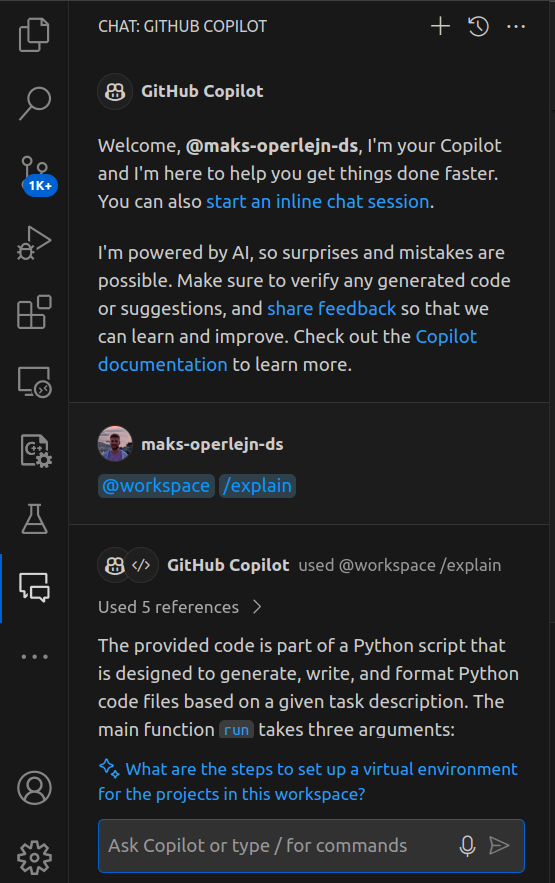 CHAT: GITHUB COPILOT
GitHub Copilot
Welcome, @maks-operlejn-ds, I'm your Copilot
and I'm here to help you get things done faster.
You can also start an inline chat session.
I'm powered by AI, so surprises and mistakes are
possible. Make sure to verify any generated code
or suggestions, and share feedback so that we
can learn and improve. Check out the Copilot
documentation to learn more.
1K+
maks-operlejn-ds
@workspace /explain
GitHub Copilot used @workspace /explain
Used 5 references
The provided code is part of a Python script that
is designed to generate, write, and format Python
code files based on a given task description. The
main function run takes three arguments:
What are the steps to set up a virtual environment
for the projects in this workspace?
Ask Copilot or type / for commands